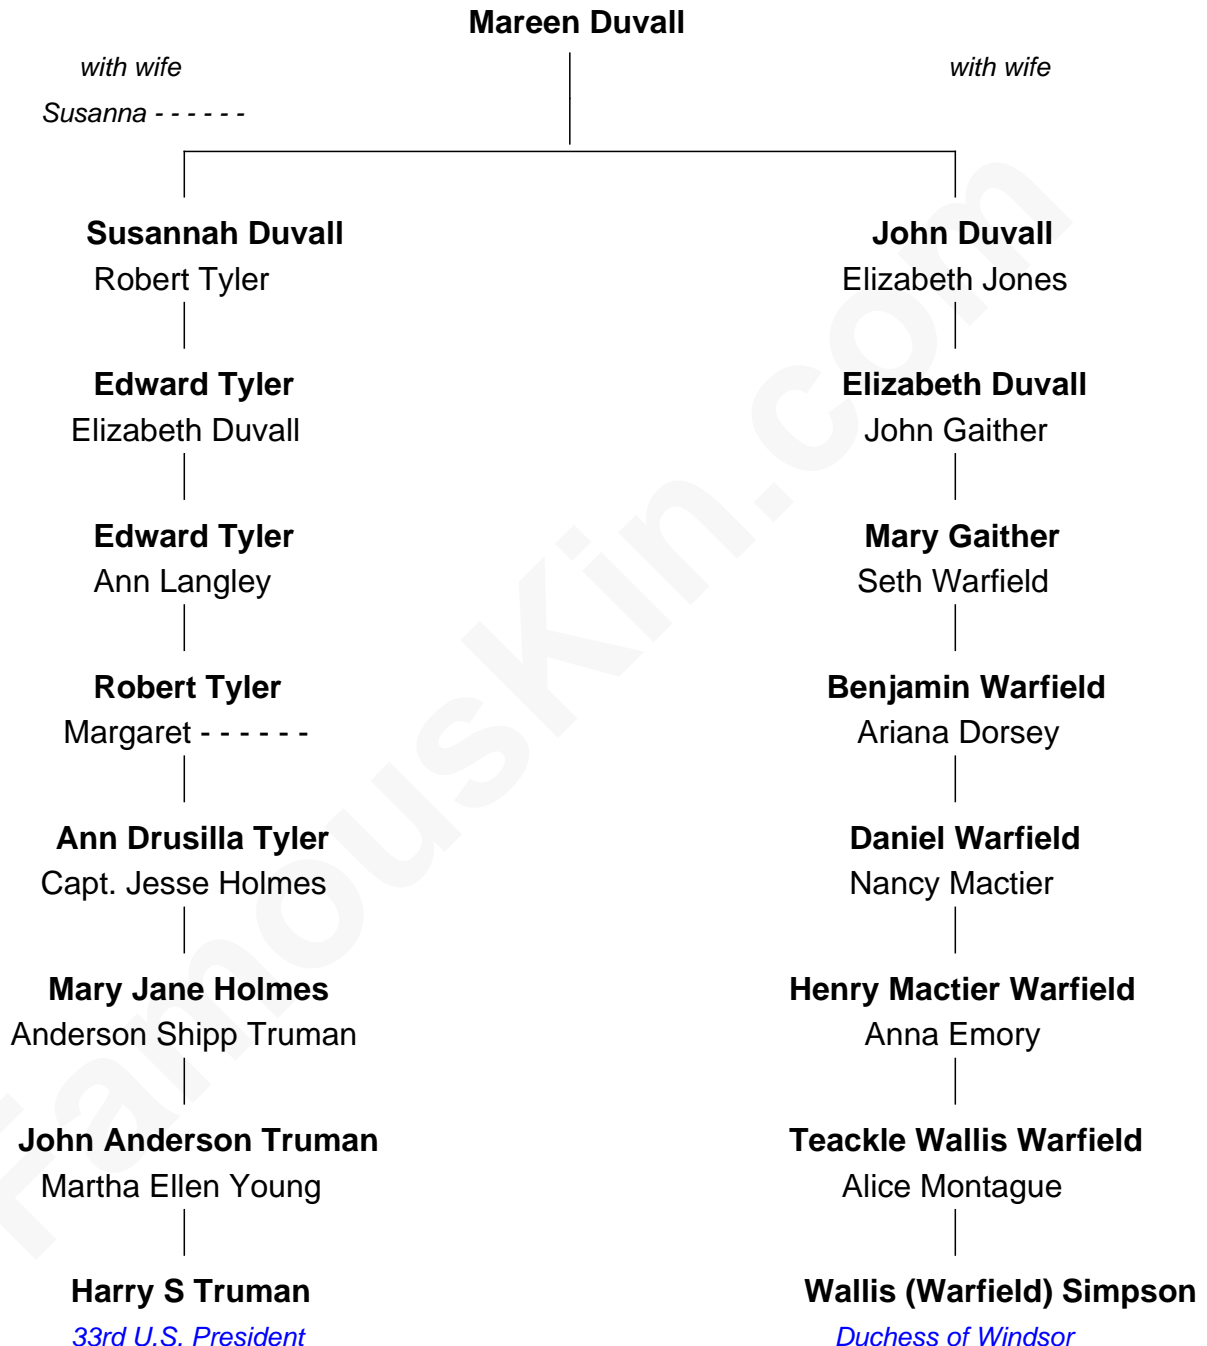 Mareen Duvall
with wife
with wife
Susanna - - - - - -
Susannah Duvall
John Duvall
Robert Tyler
Elizabeth Jones
Edward Tyler
Elizabeth Duvall
Elizabeth Duvall
John Gaither
Edward Tyler
Mary Gaither
Ann Langley
Seth Warfield
Robert Tyler
Benjamin Warfield
Margaret - - - - - -
Ariana Dorsey
Ann Drusilla Tyler
Daniel Warfield
Capt. Jesse Holmes
Nancy Mactier
Mary Jane Holmes
Henry Mactier Warfield
Anderson Shipp Truman
Anna Emory
John Anderson Truman
Teackle Wallis Warfield
Martha Ellen Young
Alice Montague
Harry S Truman
Wallis (Warfield) Simpson
33rd U.S. President
Duchess of Windsor
FamousKin.com